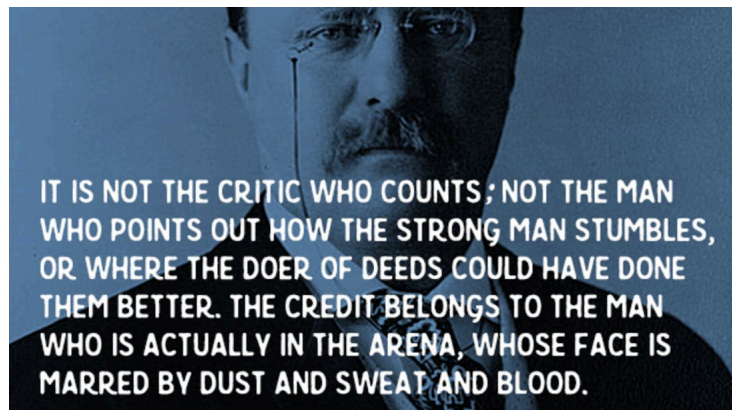 IT IS NOT THE CRITIC WHO COUNTS; NOT THE MAN
WHO POINTS OUT HOW THE STRONG MAN STUMBLES,
OR WHERE THE DOER OF DEEDS COULD HAVE DONE
THEM BETTER. THE CREDIT BELONGS TO THE MAN
WHO IS ACTUALLY IN THE ARENA, WHOSE FACE IS
MARRED BY DUST AND SWEAT AND BLOOD.